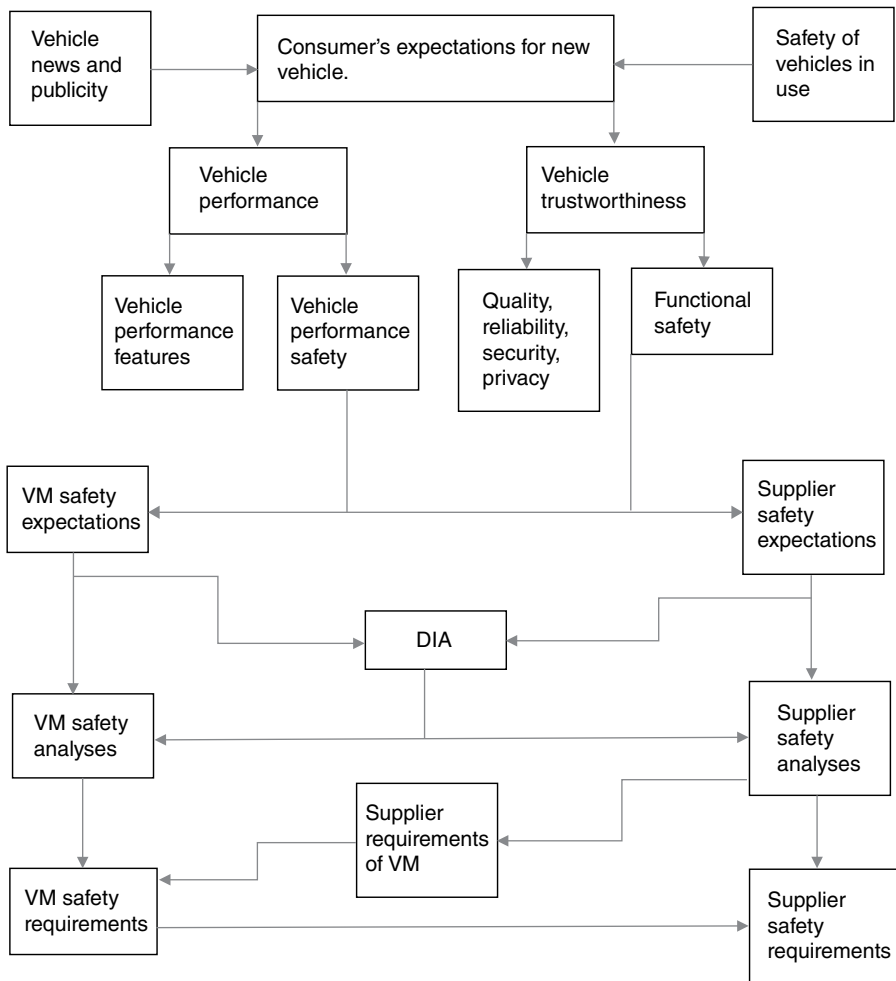 Vehicle
news and
publicity
Consumer's expectations for new
vehicle.
Safety of
vehicles in
use
Vehicle
performance
Vehicle
trustworthiness
Vehicle
performance
features
Vehicle
performance
safety
Quality,
reliability,
security,
privacy
Functional
safety
VM safety
expectations
Supplier
safety
expectations
DIA
VM safety
analyses
Supplier
safety
analyses
Supplier
requirements
of VM
VM safety
requirements
Supplier
safety
requirements